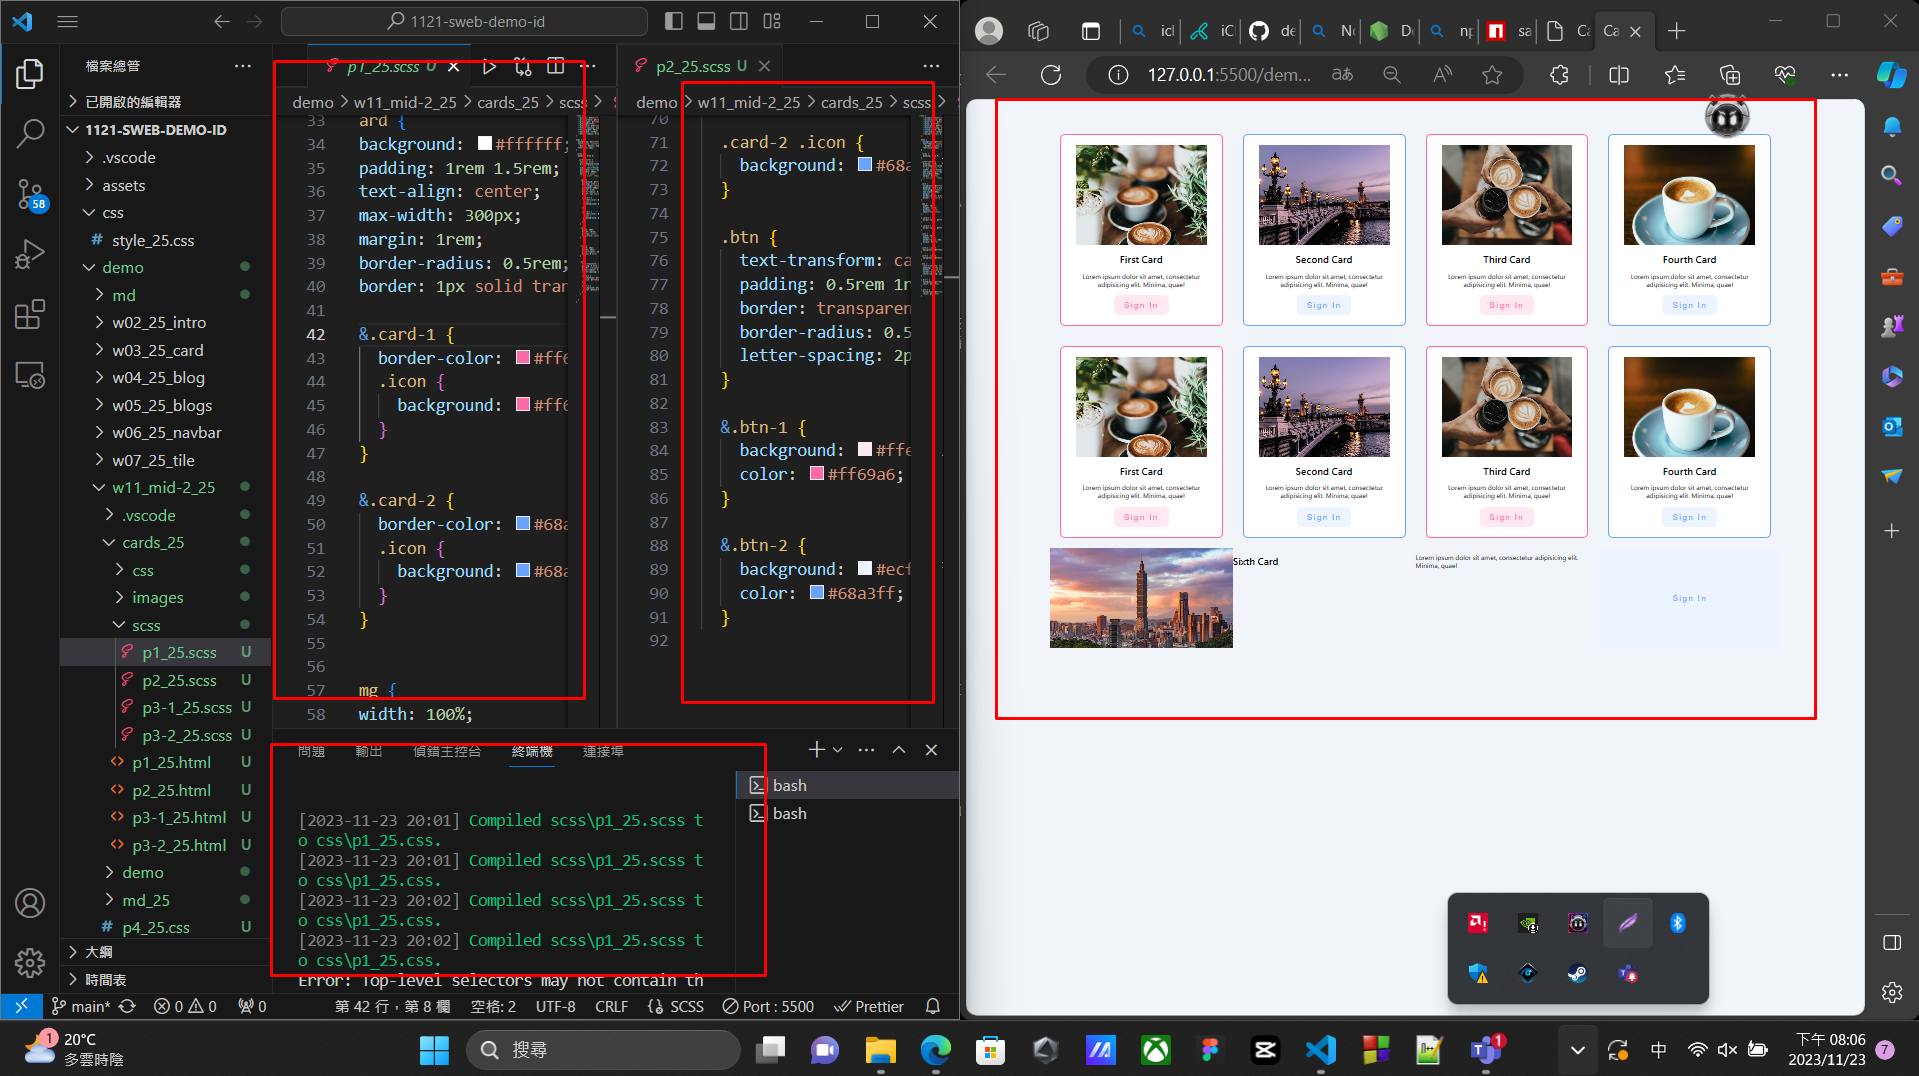 1121-sweb-demo-id
檔案總管
已開啟的編輯器
1121-SWEB-DEMO-ID
.vscode
assets
css
# style_25.css
demo
md
w02_25_intro
w03_25_card
w04_25_blog
w05_25_blogs
w06_25_navbar
w07_25_tile
w11_mid-2_25
.vscode
cards_25
css
images
scss
p1_25.scss U
p2_25.scss U
p3-1_25.scss U
p3-2_25.scss U
<> p1_25.html U
<> p2_25.html U
<> p3-1_25.html U
<> p3-2_25.html U
demo
md_25
# p4_25.css U
大綱
時間表
58
p1_25.scss U
demo > w11_mid-2_25 > cards_25 > scss >
33 ard {
34 background: #ffffff;
35 padding: 1rem 1.5rem;
36 text-align: center;
37 max-width: 300px;
38 margin: 1rem;
39 border-radius: 0.5rem;
40 border: 1px solid tran
41
42 &.card-1 {
43 border-color: #ff6
44 .icon {
45 background: #ff6
46 }
47 }
48
49 &.card-2 {
50 border-color: #68a
51 .icon {
52 background: #68a
53 }
54 }
55
56
57 mg {
58 width: 100%;
p2_25.scss U
demo > w11_mid-2_25 > cards_25 > scss >
70
71 .card-2 .icon {
72 background: #68a
73 }
74
75 .btn {
76 text-transform: ca
77 padding: 0.5rem 1r
78 border: transparen
79 border-radius: 0.5
80 letter-spacing: 2p
81 }
82
83 &.btn-1 {
84 background: #ffe
85 color: #ff69a6;
86 }
87
88 &.btn-2 {
89 background: #ecf
90 color: #68a3ff;
91 }
92
問題 輸出 偵錯主控台 終端機 連接埠
bash
bash
[2023-11-23 20:01] Compiled scss\p1_25.scss t
o css\p1_25.css.
[2023-11-23 20:01] Compiled scss\p1_25.scss t
o css\p1_25.css.
[2023-11-23 20:02] Compiled scss\p1_25.scss t
o css\p1_25.css.
[2023-11-23 20:02] Compiled scss\p1_25.scss t
o css\p1_25.css.
Error: Top-level selectors may not contain th
main* 0 0 0 第 42 行，第 8 欄 空格: 2 UTF-8 CRLF SCSS Port : 5500 Prettier
icl iCl de No De np sa Ca Ca
127.0.0.1:5500/dem...
First Card
Lorem ipsum dolor sit amet, consectetur
adipisicing elit. Minima, quae!
Sign In
Second Card
Lorem ipsum dolor sit amet, consectetur
adipisicing elit. Minima, quae!
Sign In
Third Card
Lorem ipsum dolor sit amet, consectetur
adipisicing elit. Minima, quae!
Sign In
Fourth Card
Lorem ipsum dolor sit amet, consectetur
adipisicing elit. Minima, quae!
Sign In
First Card
Lorem ipsum dolor sit amet, consectetur
adipisicing elit. Minima, quae!
Sign In
Second Card
Lorem ipsum dolor sit amet, consectetur
adipisicing elit. Minima, quae!
Sign In
Third Card
Lorem ipsum dolor sit amet, consectetur
adipisicing elit. Minima, quae!
Sign In
Fourth Card
Lorem ipsum dolor sit amet, consectetur
adipisicing elit. Minima, quae!
Sign In
Sixth Card
Lorem ipsum dolor sit amet, consectetur adipisicing elit.
Minima, quae!
Sign In
1
20°C
多雲時陰
搜尋
1
中
下午 08:06
2023/11/23
7